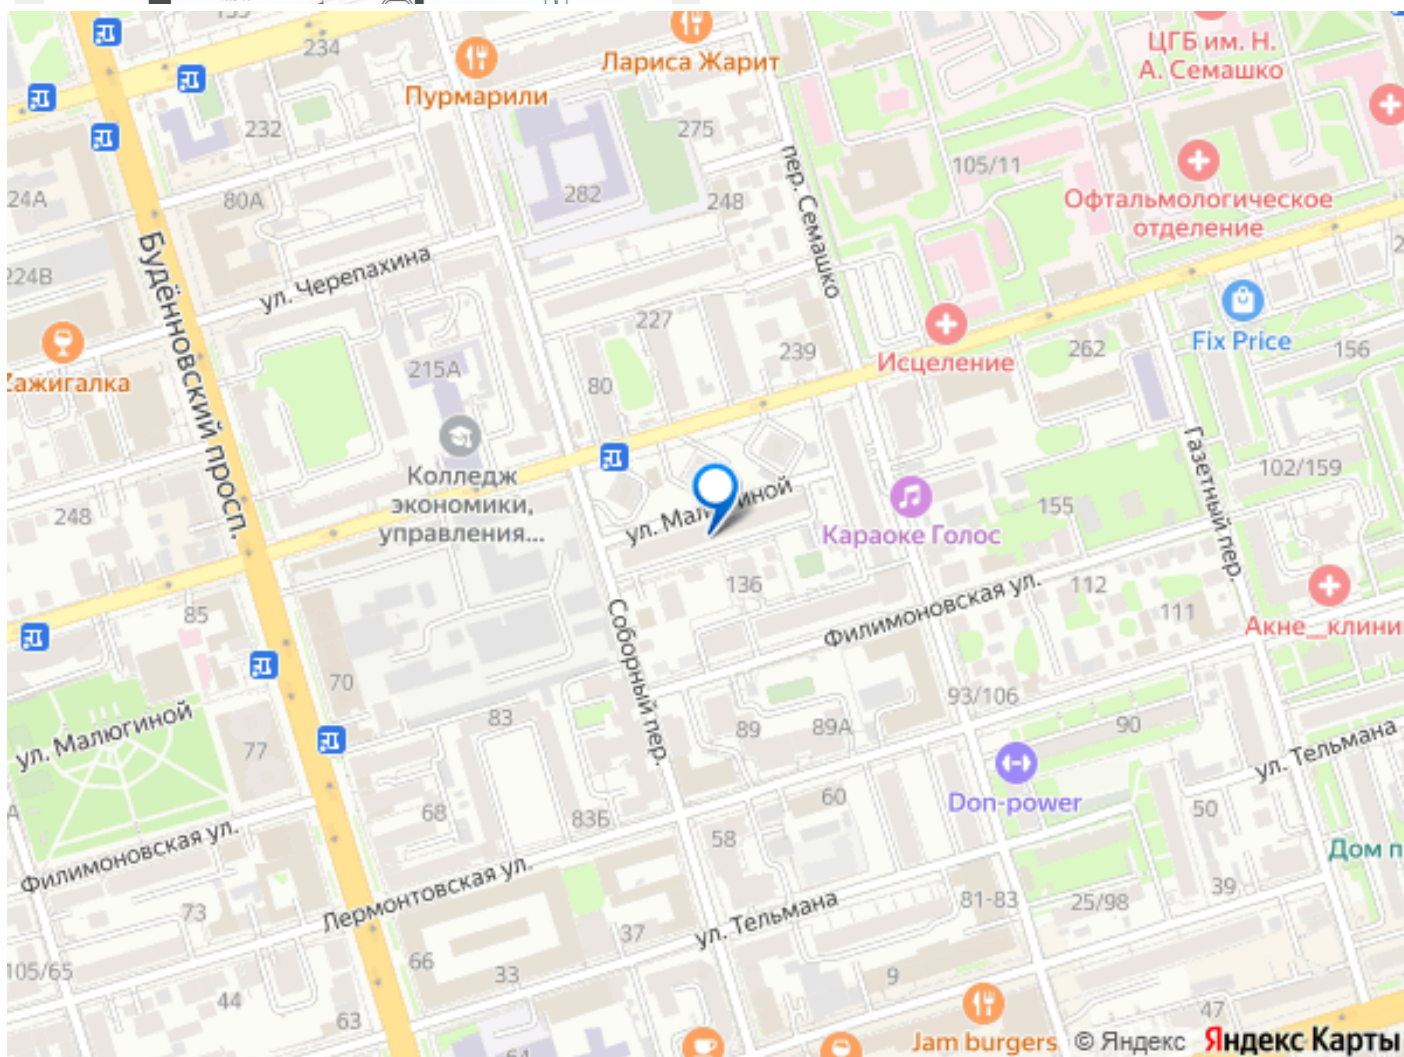 234
Лариса Жарит
ЦГБ им. Н.
А. Семашко
Пурмарили
232
275
105/11
24А
80А
282
248
пер. Семашко
Офтальмологическое
отделение
224В
Будённовский просп.
ул. Черепахина
227
239
Исцеление
262
Fix Price
156
Зажигалка
215А
80
Колледж
экономики,
управления...
248
ул. Малюгиной
Караоке Голос
155
Газетный пер.
102/159
136
Филимоновская ул.
112
111
Акне_клини
85
Соборный пер.
70
93/106
83
89
89А
90
ул. Малюгиной
77
Don-power
ул. Тельмана
68
83Б
60
58
50
Филимоновская ул.
Дом п
Лермонтовская ул.
73
ул. Тельмана
81-83
25/98
39
37
105/65
66
33
9
44
63
47
64
Jam burgers
© Яндекс
Яндекс Карты